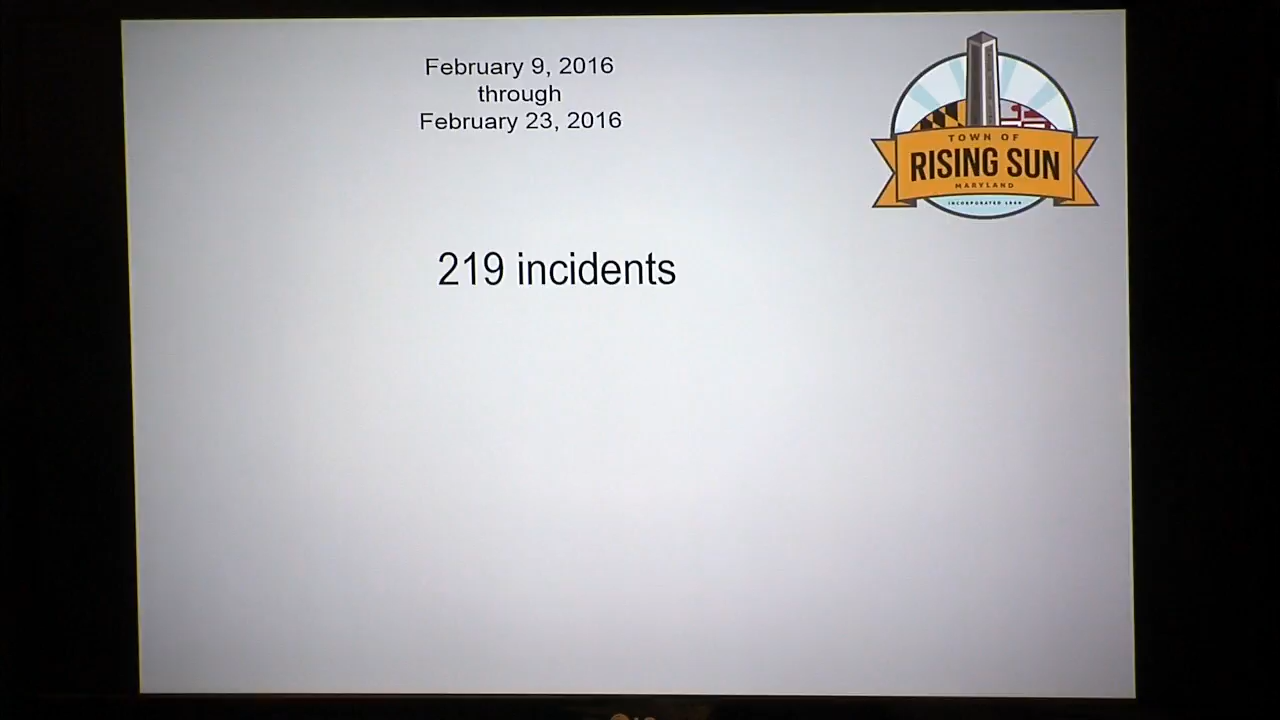 February 9, 2016
through
February 23, 2016
TOWN OF
RISING SUN
MARYLAND
219 incidents